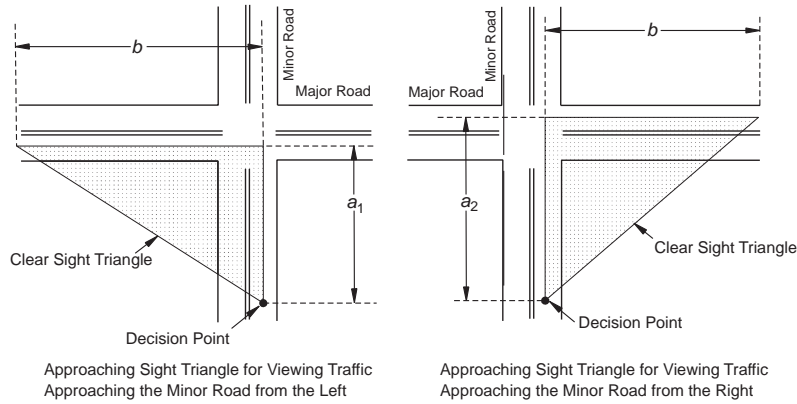 b
Minor Road
Major Road
a1
Clear Sight Triangle
Decision Point
Approaching Sight Triangle for Viewing Traffic
Approaching the Minor Road from the Left
b
Minor Road
Major Road
a2
Clear Sight Triangle
Decision Point
Approaching Sight Triangle for Viewing Traffic
Approaching the Minor Road from the Right